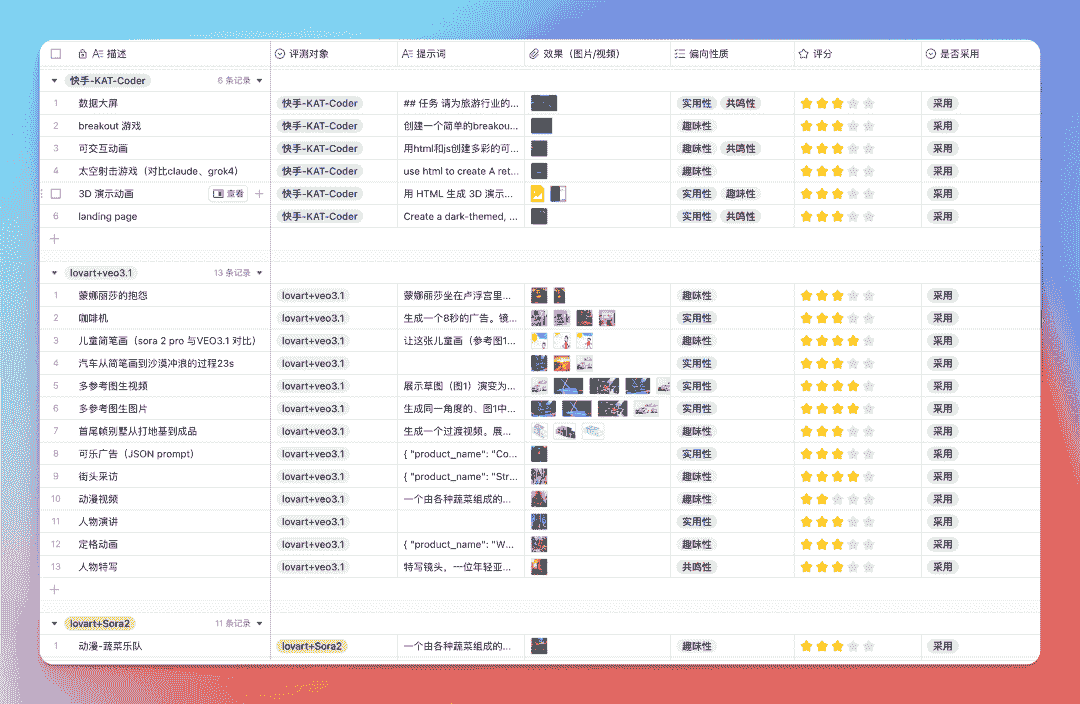 描述 评测对象 提示词 效果（图片/视频） 偏向性质 评分 是否采用
快手-KAT-Coder 6 条记录
1 数据大屏 快手-KAT-Coder ## 任务 请为旅游行业的... 实用性 共鸣性 采用
2 breakout 游戏 快手-KAT-Coder 创建一个简单的breakou... 趣味性 采用
3 可交互动画 快手-KAT-Coder 用html和js创建多彩的可... 趣味性 共鸣性 采用
4 太空射击游戏（对比claude、grok4） 快手-KAT-Coder use html to create A ret... 趣味性 采用
3D 演示动画 查看 快手-KAT-Coder 用 HTML 生成 3D 演示... 实用性 趣味性 采用
6 landing page 快手-KAT-Coder Create a dark-themed, ... 实用性 共鸣性 采用
lovart+veo3.1 13 条记录
1 蒙娜丽莎的抱怨 lovart+veo3.1 蒙娜丽莎坐在卢浮宫里... 趣味性 采用
2 咖啡机 lovart+veo3.1 生成一个8秒的广告。镜... 实用性 采用
3 儿童简笔画（sora 2 pro 与VEO3.1 对比） lovart+veo3.1 让这张儿童画（参考图1... 趣味性 采用
4 汽车从简笔画到沙漠冲浪的过程23s lovart+veo3.1 实用性 采用
5 多参考图生视频 lovart+veo3.1 展示草图（图1）演变为... 实用性 采用
6 多参考图生图片 lovart+veo3.1 生成同一角度的、图1中... 实用性 采用
7 首尾帧别墅从打地基到成品 lovart+veo3.1 生成一个过渡视频。展... 趣味性 采用
8 可乐广告（JSON prompt） lovart+veo3.1 { "product_name": "Co... 实用性 采用
9 街头采访 lovart+veo3.1 { "product_name": "Str... 趣味性 采用
10 动漫视频 lovart+veo3.1 一个由各种蔬菜组成的... 趣味性 采用
11 人物演讲 lovart+veo3.1 实用性 采用
12 定格动画 lovart+veo3.1 { "product_name": "W... 趣味性 采用
13 人物特写 lovart+veo3.1 特写镜头，一位年轻亚... 共鸣性 采用
lovart+Sora2 11 条记录
1 动漫-蔬菜乐队 lovart+Sora2 一个由各种蔬菜组成的... 趣味性 采用